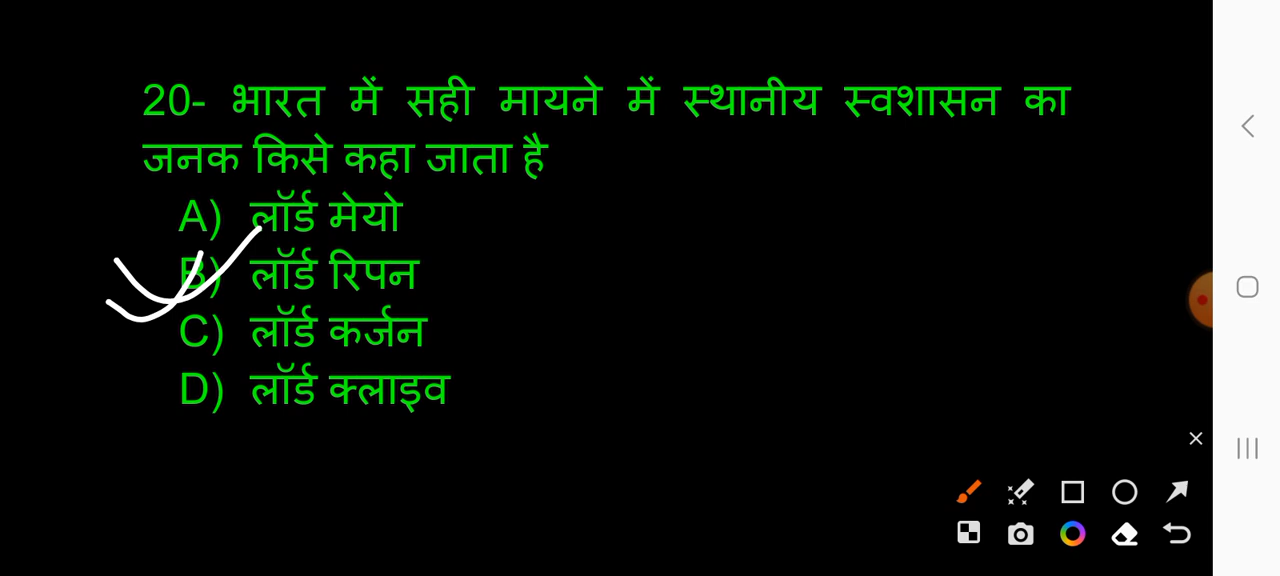 20- भारत में सही मायने में स्थानीय स्वशासन का
जनक किसे कहा जाता है
A) लॉर्ड मेयो
B) लॉर्ड रिपन
C) लॉर्ड कर्जन
D) लॉर्ड क्लाइव